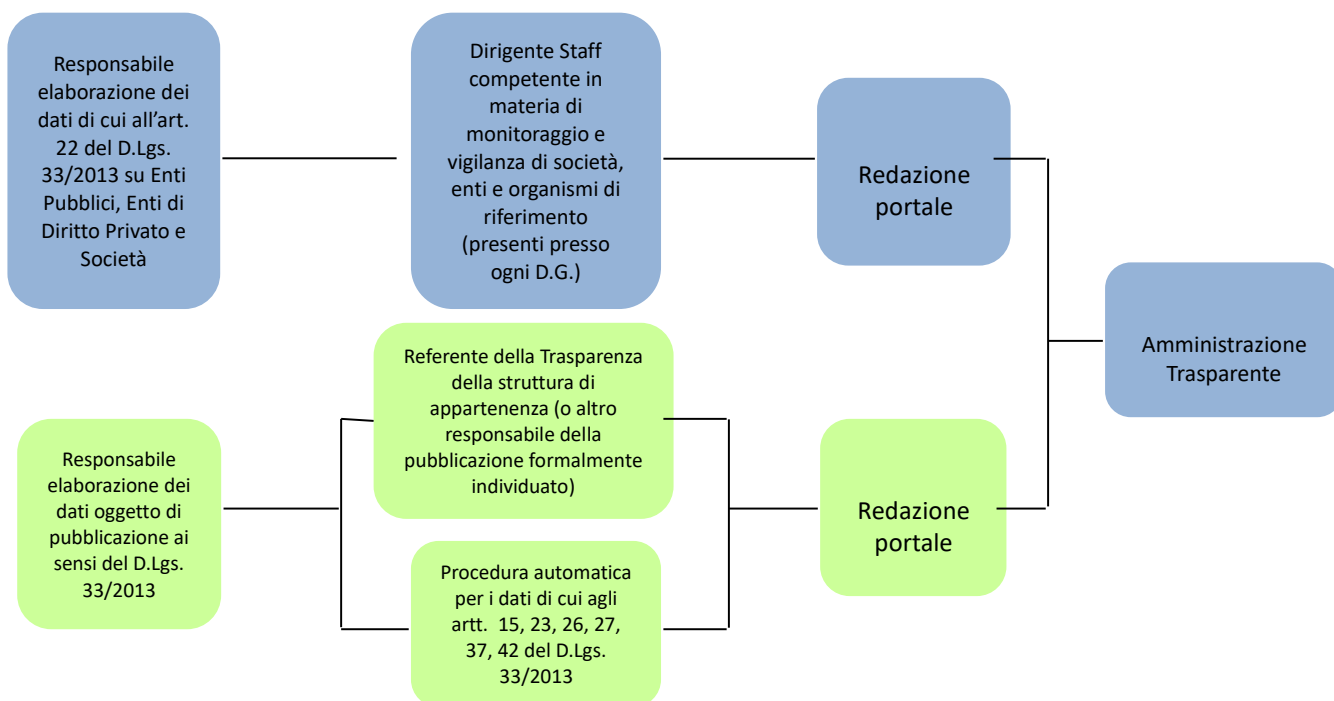 Responsabile
elaborazione dei
dati di cui all’art.
22 del D.Lgs.
33/2013 su Enti
Pubblici, Enti di
Diritto Privato e
Società
Dirigente Staff
competente in
materia di
monitoraggio e
vigilanza di società,
enti e organismi di
riferimento
(presenti presso
ogni D.G.)
Redazione
portale
Amministrazione
Trasparente
Responsabile
elaborazione dei
dati oggetto di
pubblicazione ai
sensi del D.Lgs.
33/2013
Referente della Trasparenza
della struttura di
appartenenza (o altro
responsabile della
pubblicazione formalmente
individuato)
Procedura automatica
per i dati di cui agli
artt. 15, 23, 26, 27,
37, 42 del D.Lgs.
33/2013
Redazione
portale